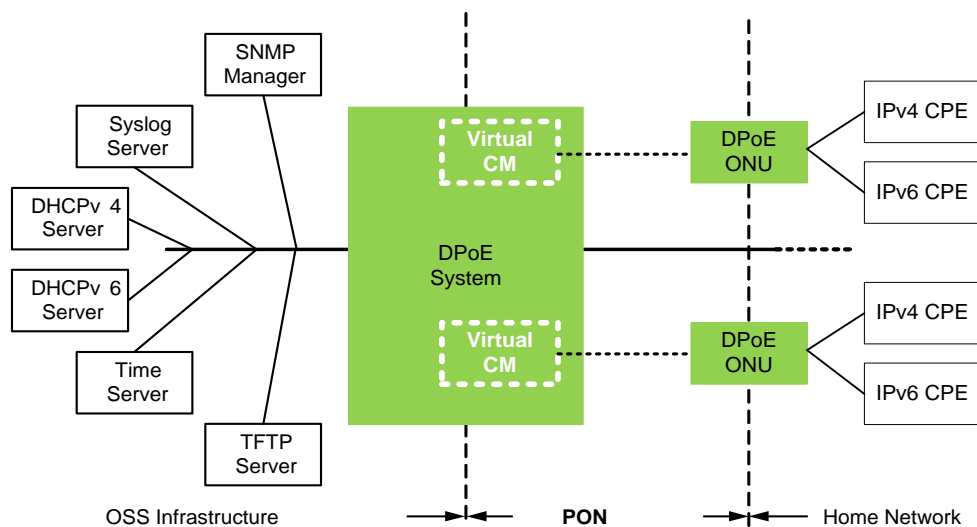 SNMP
Manager
Syslog
Server
DHCPv 4
Server
DHCPv 6
Server
Time
Server
TFTP
Server
Virtual
CM
DPoE
System
Virtual
CM
DPoE
ONU
IPv4 CPE
IPv6 CPE
DPoE
ONU
IPv4 CPE
IPv6 CPE
OSS Infrastructure
PON
Home Network